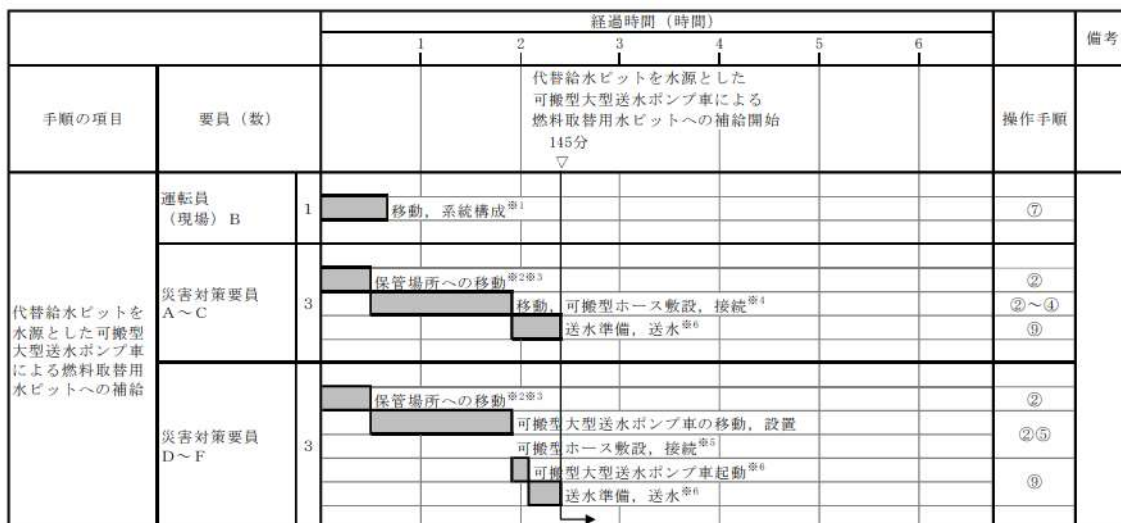 経過時間（時間）
備考
1 2 3 4 5 6
手順の項目
要員（数）
代替給水ピットを水源とした
可搬型大型送水ポンプ車による
燃料取替用水ピットへの補給開始
145分
▽
操作手順
代替給水ピットを
水源とした可搬型
大型送水ポンプ車
による燃料取替用
水ピットへの補給
運転員
（現場）B
1
移動，系統構成※1
⑦
災害対策要員
A～C
3
保管場所への移動※2※3
②
移動，可搬型ホース敷設，接続※4
②～④
送水準備，送水※6
⑨
災害対策要員
D～F
3
保管場所への移動※2※3
②
可搬型大型送水ポンプ車の移動，設置
可搬型ホース敷設，接続※5
②⑤
可搬型大型送水ポンプ車起動※6
送水準備，送水※6
⑨